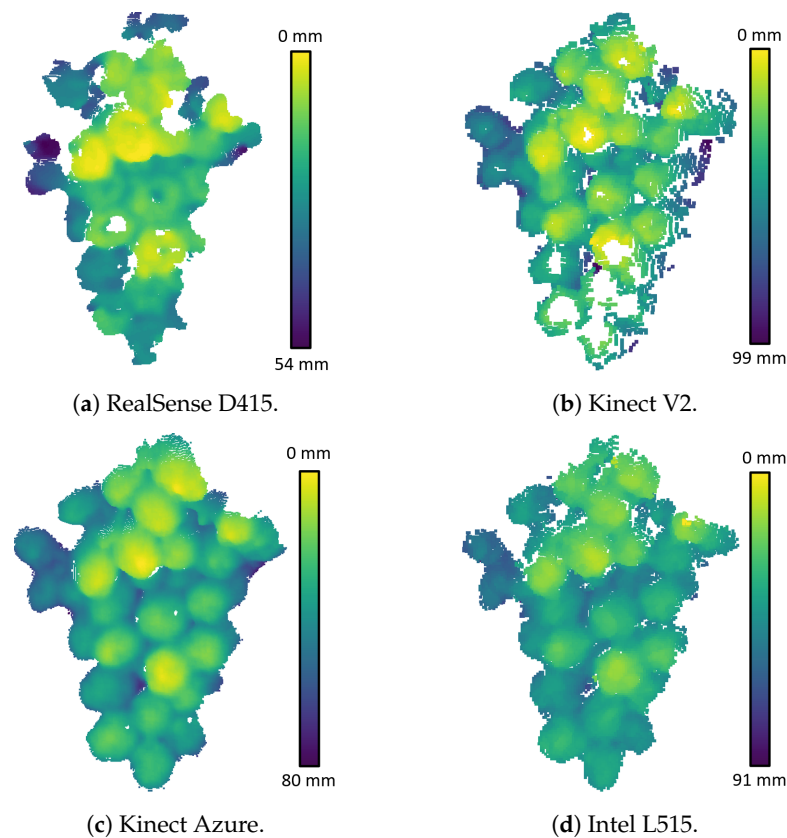 0 mm
54 mm
(a) RealSense D415.
0 mm
99 mm
(b) Kinect V2.
0 mm
80 mm
(c) Kinect Azure.
0 mm
91 mm
(d) Intel L515.